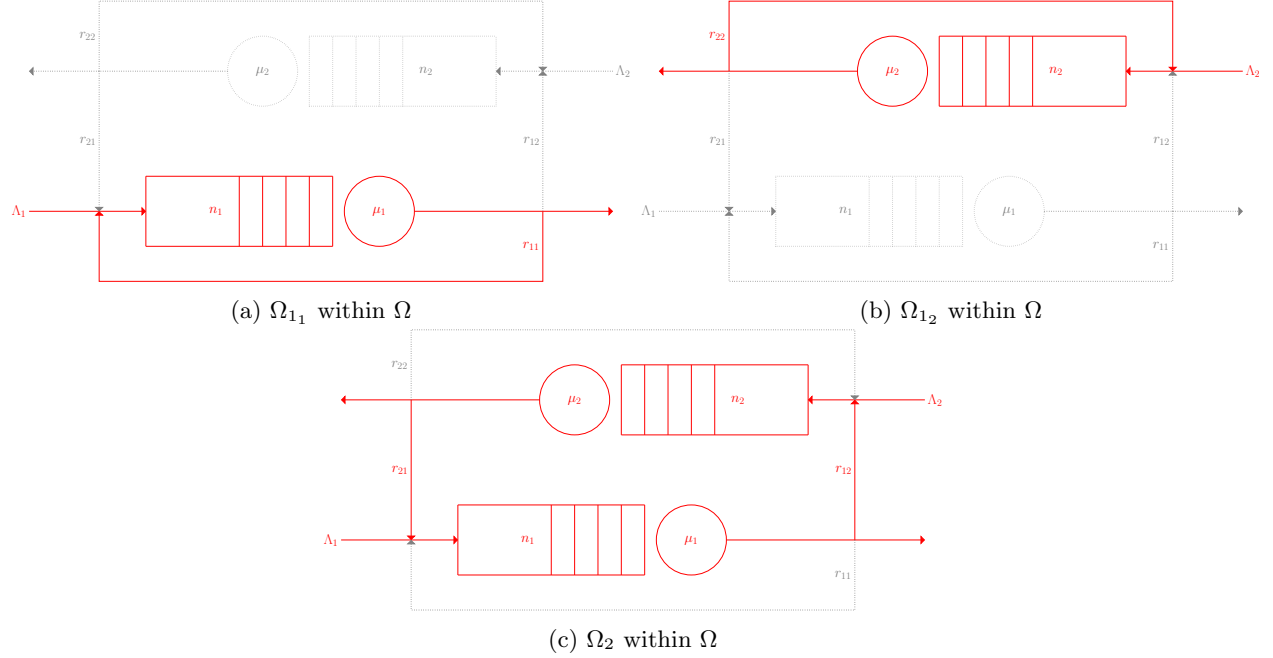 r₂₂
μ₂ n₂ Λ₂
r₂₁ r₁₂
Λ₁ n₁ μ₁
r₁₁
(a) Ω₁₁ within Ω
r₂₂
μ₂ n₂ Λ₂
r₂₁ r₁₂
Λ₁ n₁ μ₁
r₁₁
(b) Ω₁₂ within Ω
r₂₂
μ₂ n₂ Λ₂
r₂₁ r₁₂
Λ₁ n₁ μ₁
r₁₁
(c) Ω₂ within Ω